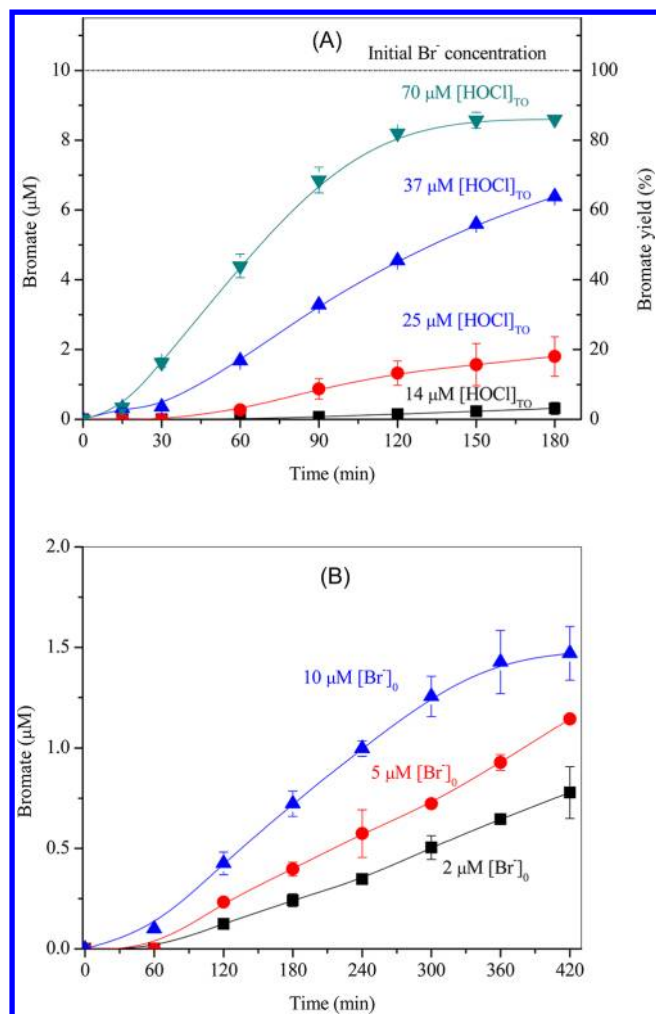 (A)
Initial Br⁻ concentration
70 μM [HOCl]TO
37 μM [HOCl]TO
25 μM [HOCl]TO
14 μM [HOCl]TO
10
8
6
4
2
0
Bromate (μM)
100
80
60
40
20
0
Bromate yield (%)
0 30 60 90 120 150 180
Time (min)
(B)
10 μM [Br⁻]0
5 μM [Br⁻]0
2 μM [Br⁻]0
2.0
1.5
1.0
0.5
0.0
Bromate (μM)
0 60 120 180 240 300 360 420
Time (min)